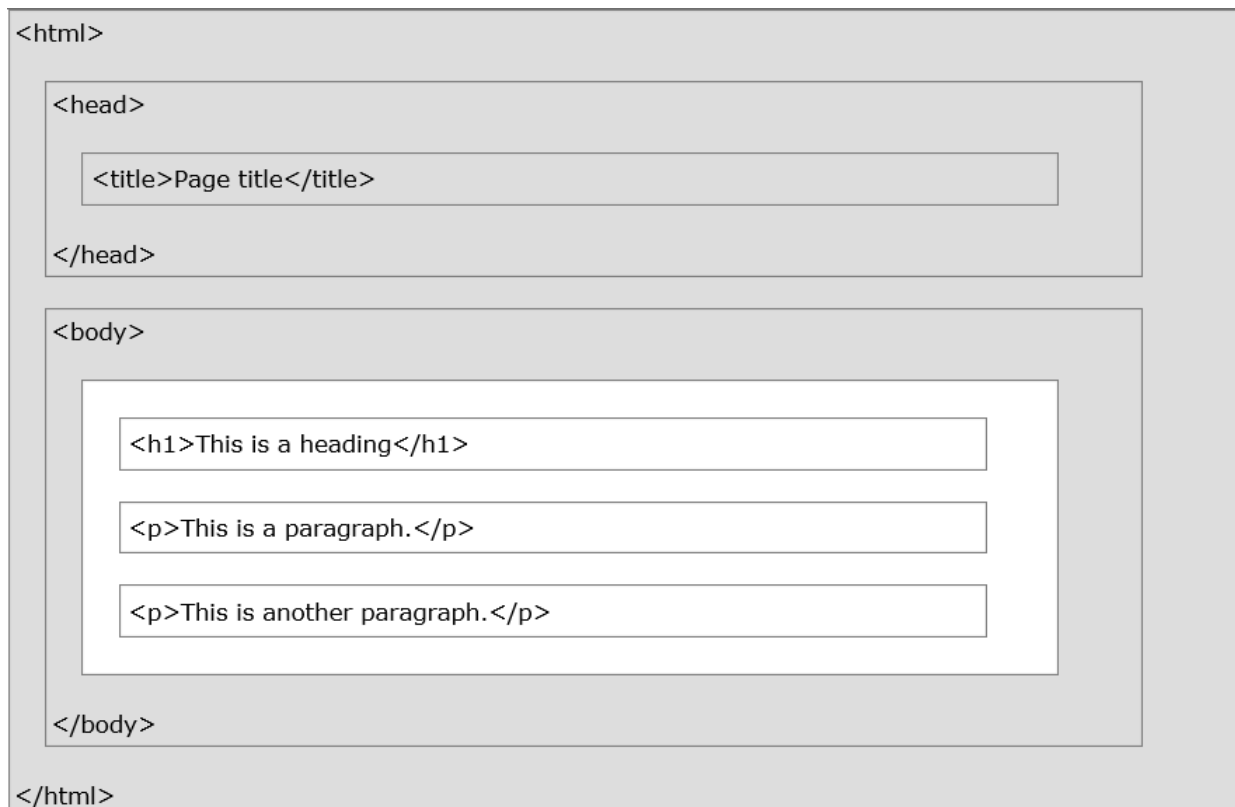 <html>
<head>
<title>Page title</title>
</head>
<body>
<h1>This is a heading</h1>
<p>This is a paragraph.</p>
<p>This is another paragraph.</p>
</body>
</html>